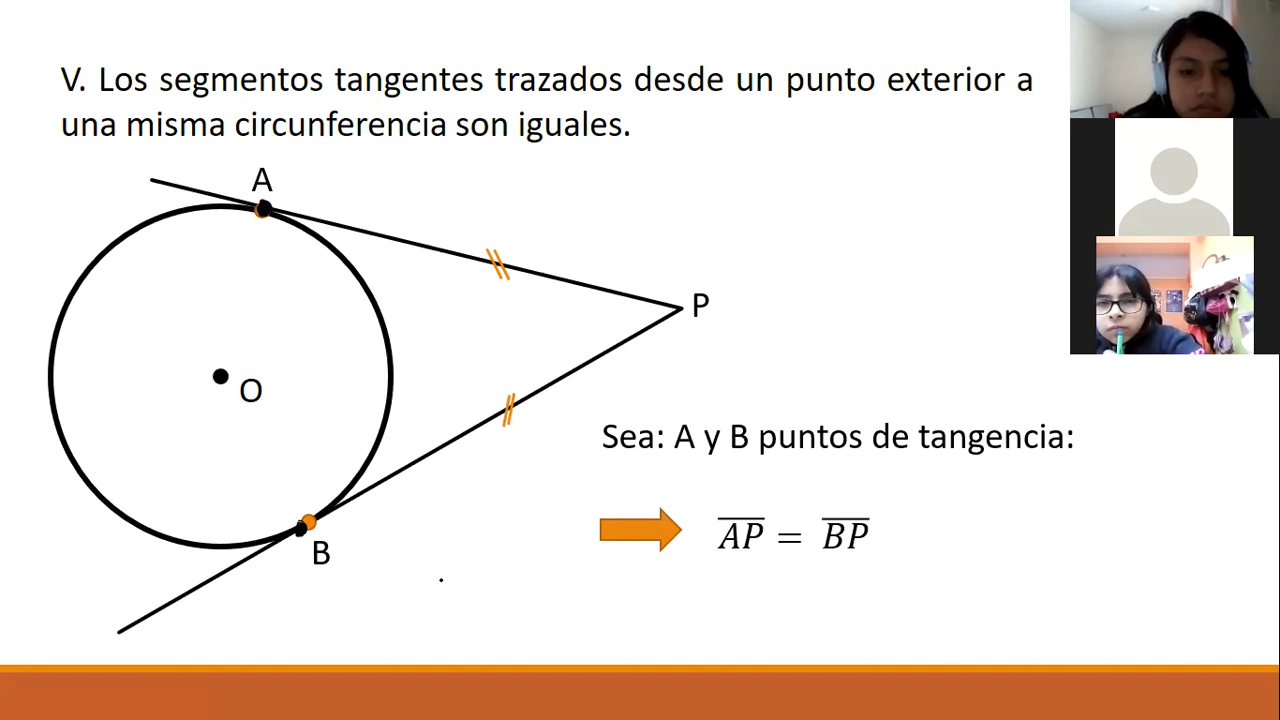 V. Los segmentos tangentes trazados desde un punto exterior a
una misma circunferencia son iguales.
A
P
O
Sea: A y B puntos de tangencia:
AP = BP
B